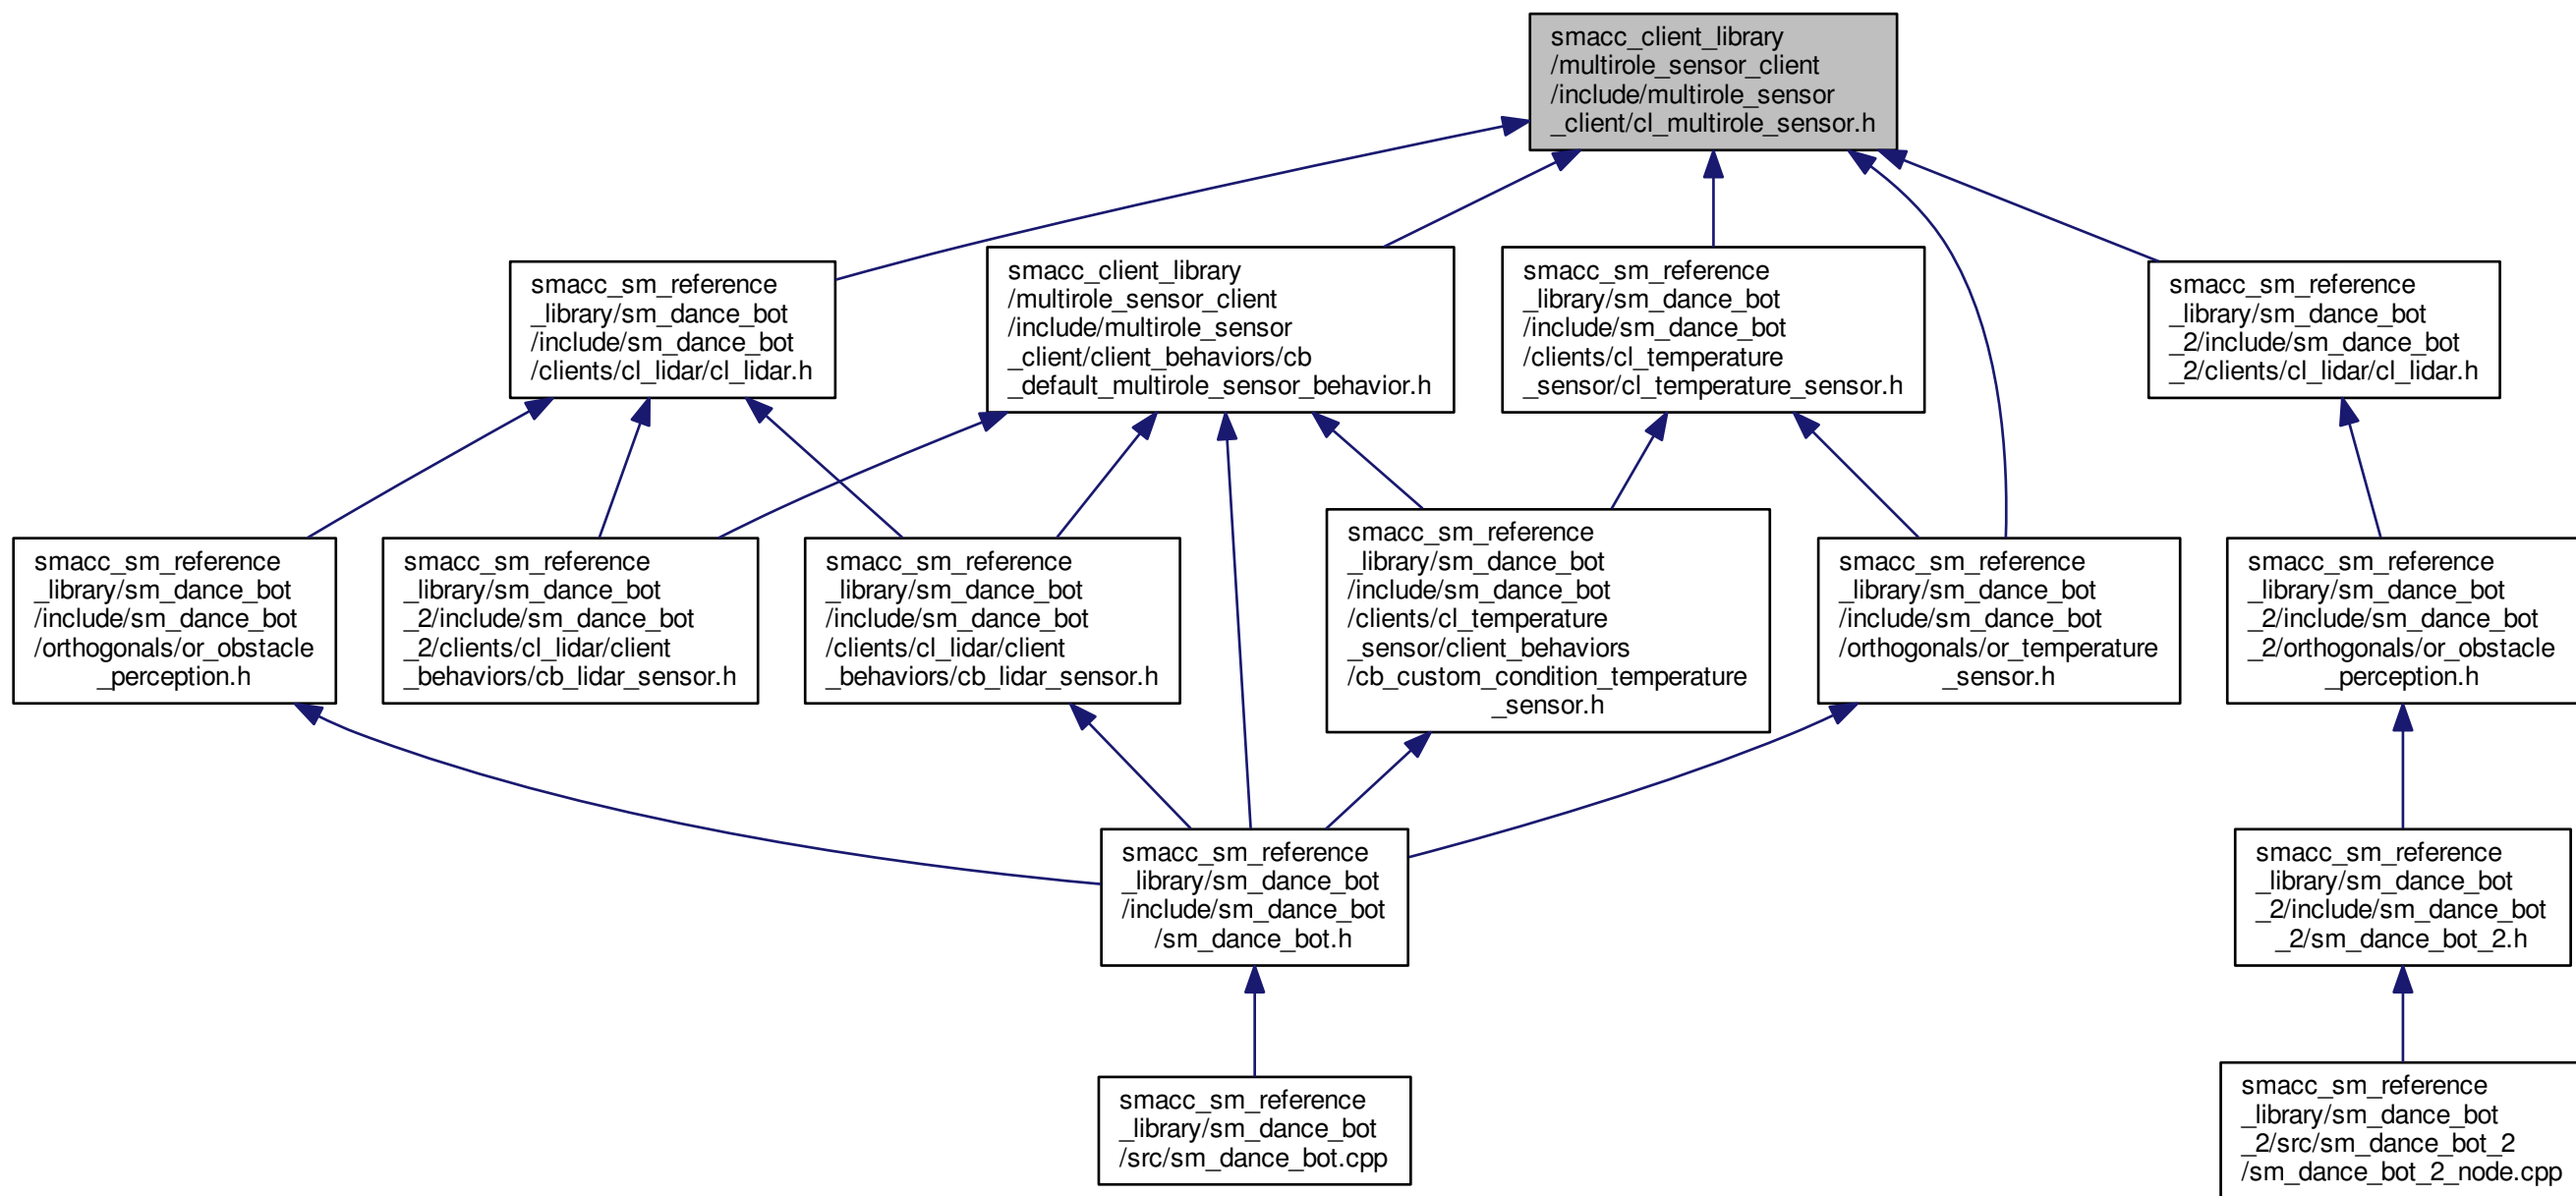 smacc_client_library
/multirole_sensor_client
/include/multirole_sensor
_client/cl_multirole_sensor.h
smacc_sm_reference
_library/sm_dance_bot
/include/sm_dance_bot
/clients/cl_lidar/cl_lidar.h
smacc_client_library
/multirole_sensor_client
/include/multirole_sensor
_client/client_behaviors/cb
_default_multirole_sensor_behavior.h
smacc_sm_reference
_library/sm_dance_bot
/include/sm_dance_bot
/clients/cl_temperature
_sensor/cl_temperature_sensor.h
smacc_sm_reference
_library/sm_dance_bot
_2/include/sm_dance_bot
_2/clients/cl_lidar/cl_lidar.h
smacc_sm_reference
_library/sm_dance_bot
/include/sm_dance_bot
/orthogonals/or_obstacle
_perception.h
smacc_sm_reference
_library/sm_dance_bot
_2/include/sm_dance_bot
_2/clients/cl_lidar/client
_behaviors/cb_lidar_sensor.h
smacc_sm_reference
_library/sm_dance_bot
/include/sm_dance_bot
/clients/cl_lidar/client
_behaviors/cb_lidar_sensor.h
smacc_sm_reference
_library/sm_dance_bot
/include/sm_dance_bot
/clients/cl_temperature
_sensor/client_behaviors
/cb_custom_condition_temperature
_sensor.h
smacc_sm_reference
_library/sm_dance_bot
/include/sm_dance_bot
/orthogonals/or_temperature
_sensor.h
smacc_sm_reference
_library/sm_dance_bot
_2/include/sm_dance_bot
_2/orthogonals/or_obstacle
_perception.h
smacc_sm_reference
_library/sm_dance_bot
/include/sm_dance_bot
/sm_dance_bot.h
smacc_sm_reference
_library/sm_dance_bot
_2/include/sm_dance_bot
_2/sm_dance_bot_2.h
smacc_sm_reference
_library/sm_dance_bot
/src/sm_dance_bot.cpp
smacc_sm_reference
_library/sm_dance_bot
_2/src/sm_dance_bot_2
/sm_dance_bot_2_node.cpp